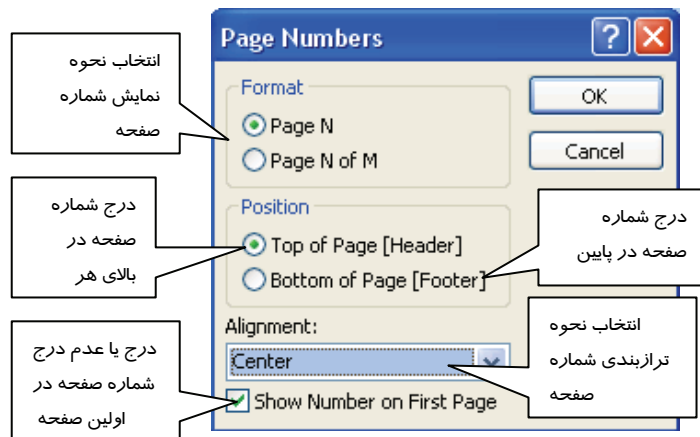 Page Numbers
انتخاب نحوه
نمایش شماره
صفحه
Format
Page N
Page N of M
OK
Cancel
درج شماره
صفحه در
بالای هر
Position
Top of Page [Header]
Bottom of Page [Footer]
درج شماره
صفحه در پایین
Alignment:
Center
انتخاب نحوه
ترازبندی شماره
صفحه
درج یا عدم درج
شماره صفحه در
اولین صفحه
Show Number on First Page